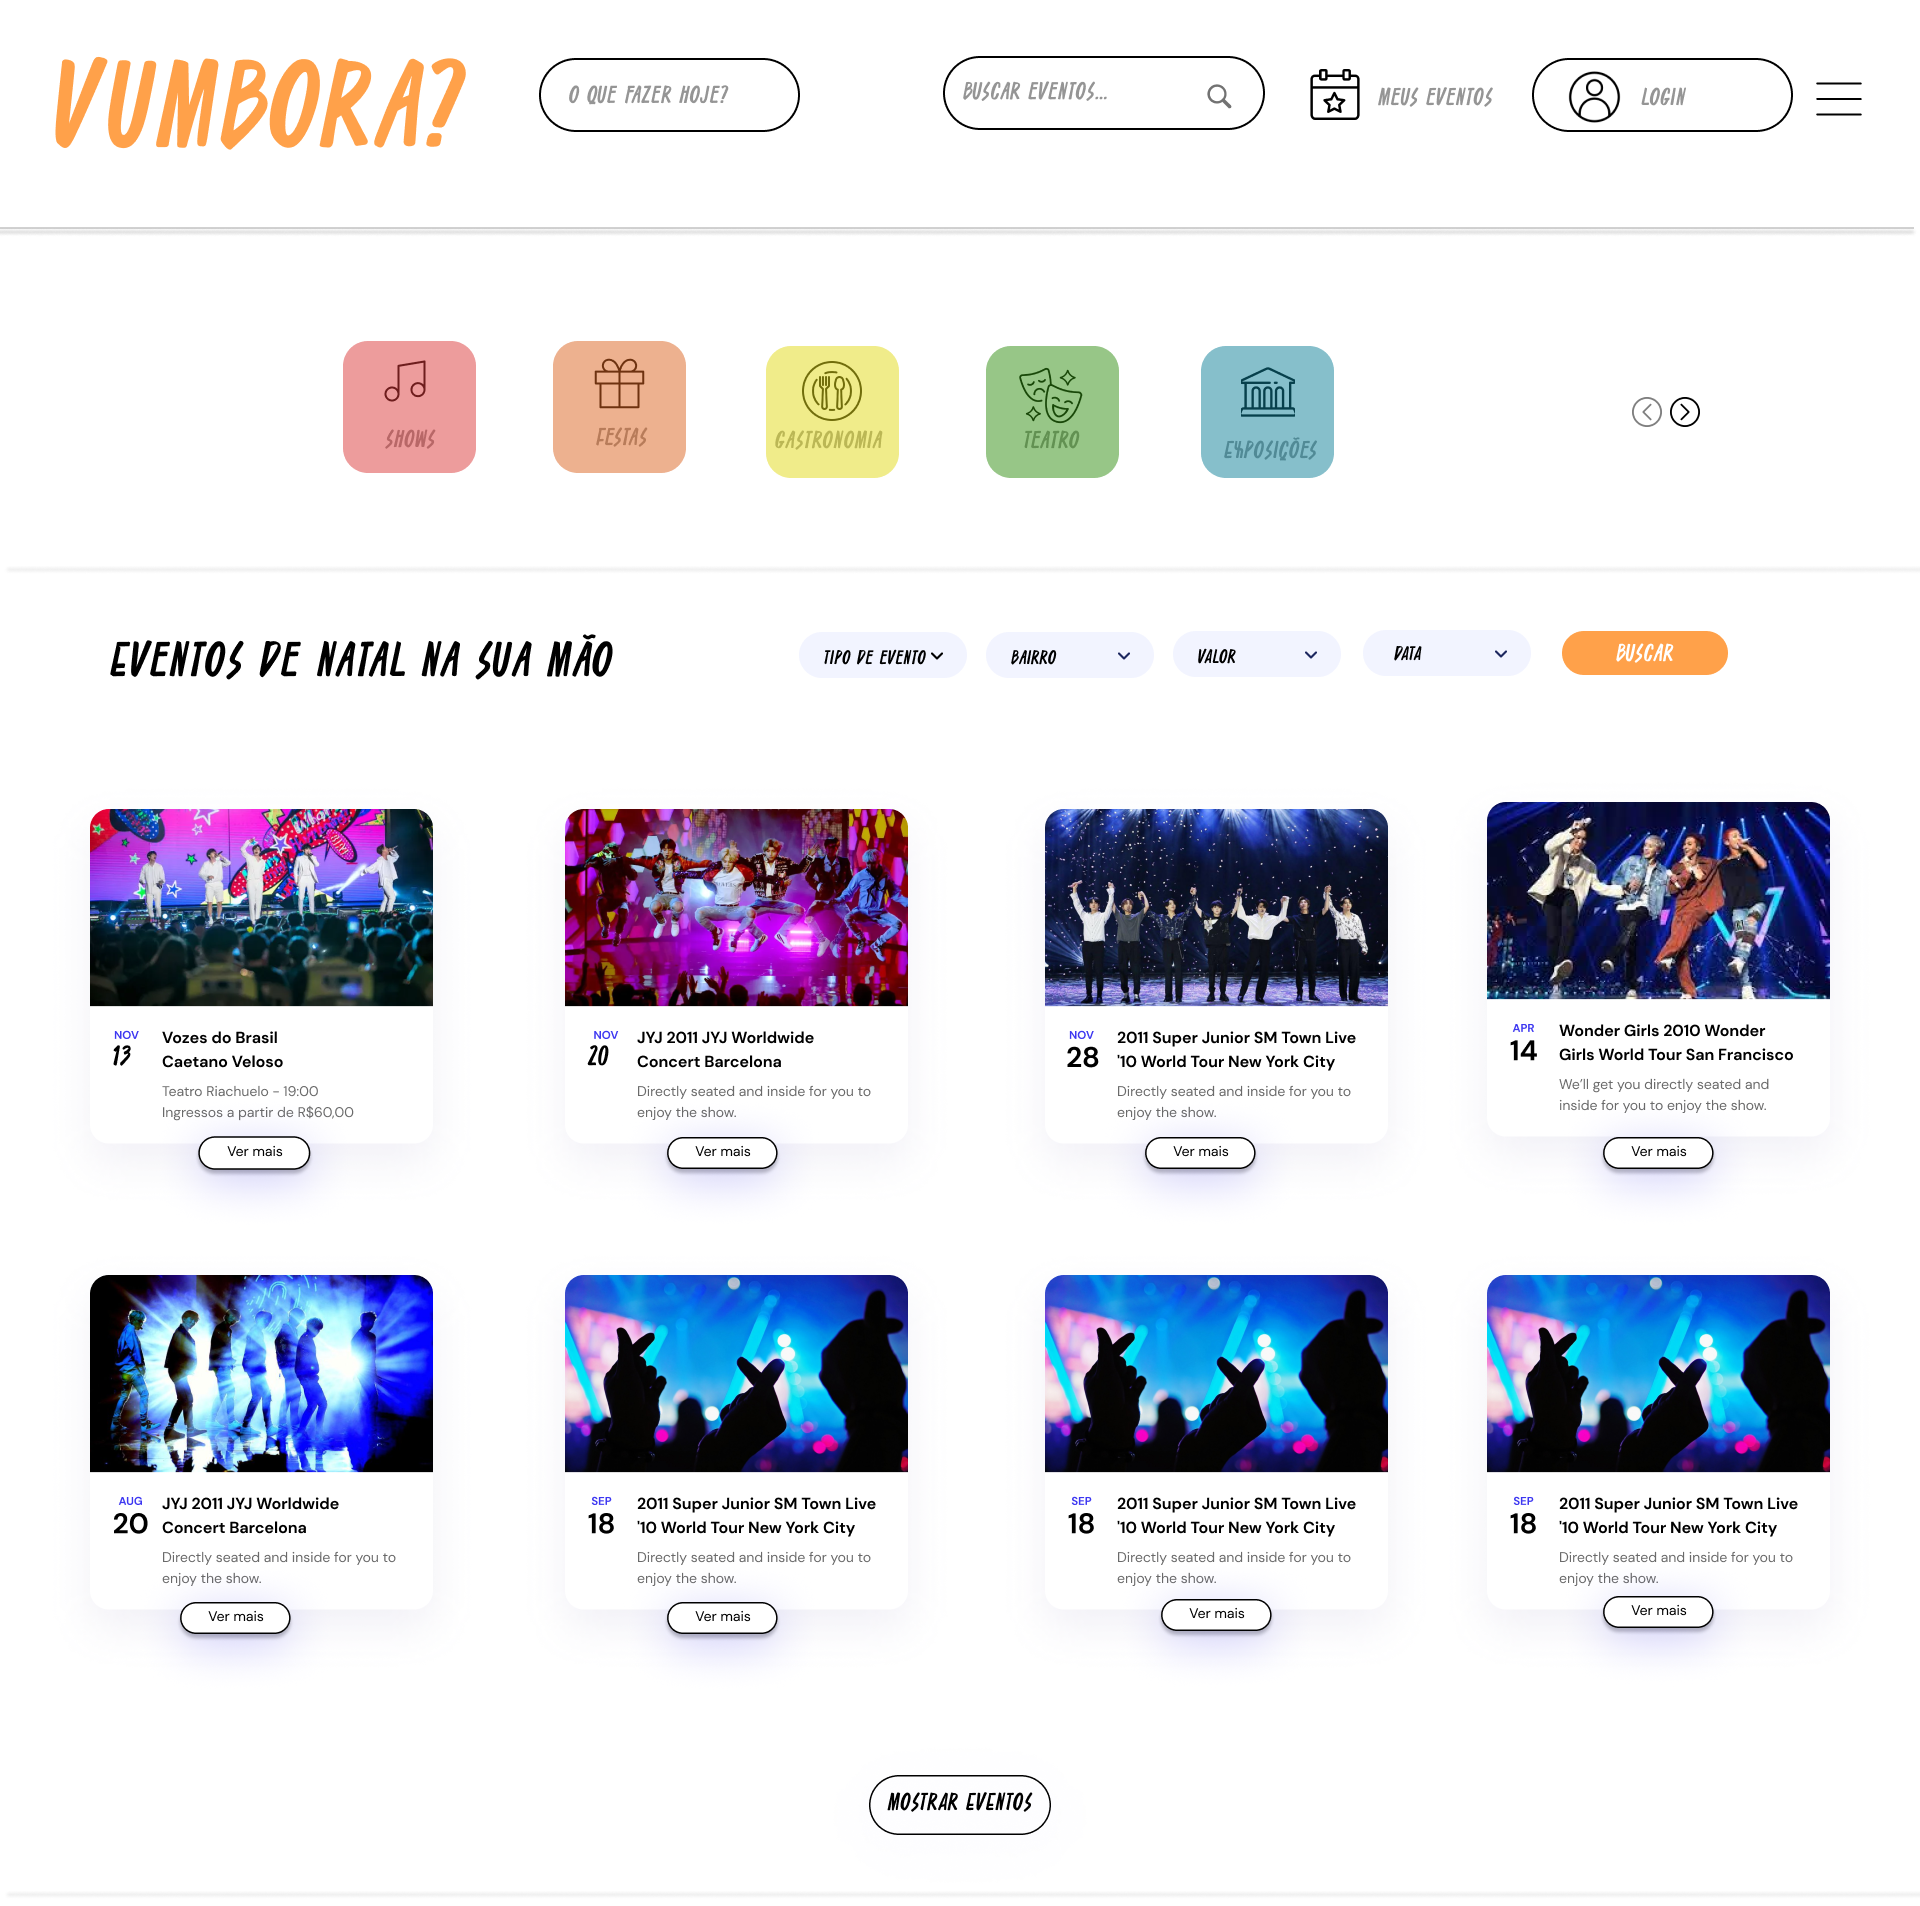 VUMBORA?
O QUE FAZER HOJE?
BUSCAR EVENTOS...
MEUS EVENTOS
LOGIN
SHOWS
FESTAS
GASTRONOMIA
TEATRO
EXPOSIÇÕES
EVENTOS DE NATAL NA SUA MÃO
TIPO DE EVENTO
BAIRRO
VALOR
DATA
BUSCAR
NOV
13
Vozes do Brasil
Caetano Veloso
Teatro Riachuelo - 19:00
Ingressos a partir de R$60,00
Ver mais
NOV
20
JYJ 2011 JYJ Worldwide
Concert Barcelona
Directly seated and inside for you to
enjoy the show.
Ver mais
NOV
28
2011 Super Junior SM Town Live
'10 World Tour New York City
Directly seated and inside for you to
enjoy the show.
Ver mais
APR
14
Wonder Girls 2010 Wonder
Girls World Tour San Francisco
We'll get you directly seated and
inside for you to enjoy the show.
Ver mais
AUG
20
JYJ 2011 JYJ Worldwide
Concert Barcelona
Directly seated and inside for you to
enjoy the show.
Ver mais
SEP
18
2011 Super Junior SM Town Live
'10 World Tour New York City
Directly seated and inside for you to
enjoy the show.
Ver mais
SEP
18
2011 Super Junior SM Town Live
'10 World Tour New York City
Directly seated and inside for you to
enjoy the show.
Ver mais
SEP
18
2011 Super Junior SM Town Live
'10 World Tour New York City
Directly seated and inside for you to
enjoy the show.
Ver mais
MOSTRAR EVENTOS